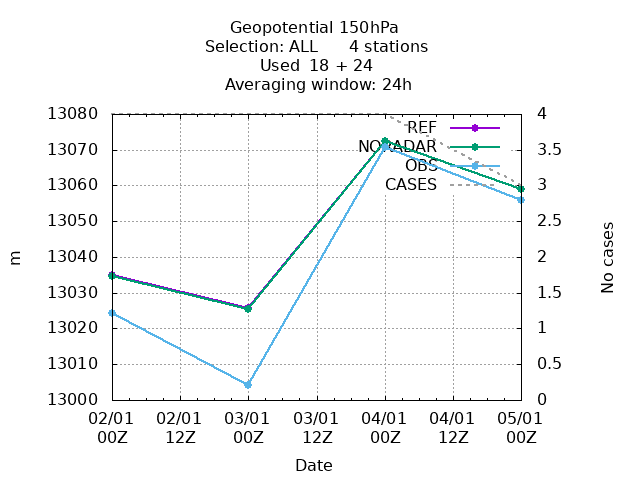 Geopotential 150hPa
Selection: ALL      4 stations
Used  18 + 24
Averaging window: 24h
13080
13070
13060
13050
13040
13030
13020
13010
13000
m
4
3.5
3
2.5
2
1.5
1
0.5
0
No cases
REF
NORADAR
OBS
CASES
02/01 02/01 03/01 03/01 04/01 04/01 05/01
00Z 12Z 00Z 12Z 00Z 12Z 00Z
Date